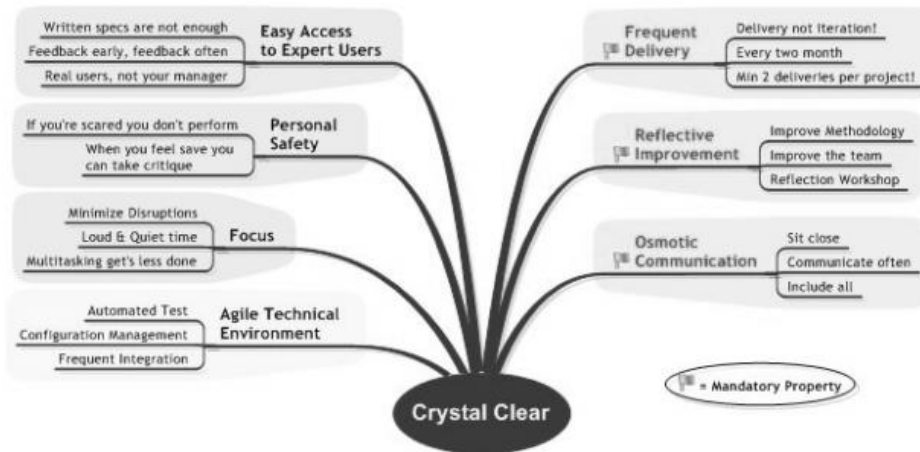 Written specs are not enough
Feedback early, feedback often
Real users, not your manager
Easy Access
to Expert Users
If you're scared you don't perform
When you feel save you
can take critique
Personal
Safety
Minimize Disruptions
Loud & Quiet time
Multitasking get's less done
Focus
Automated Test
Configuration Management
Frequent Integration
Agile Technical
Environment
Frequent
Delivery
Delivery not iteration!
Every two month
Min 2 deliveries per project!
Reflective
Improvement
Improve Methodology
Improve the team
Reflection Workshop
Osmotic
Communication
Sit close
Communicate often
Include all
Crystal Clear
= Mandatory Property